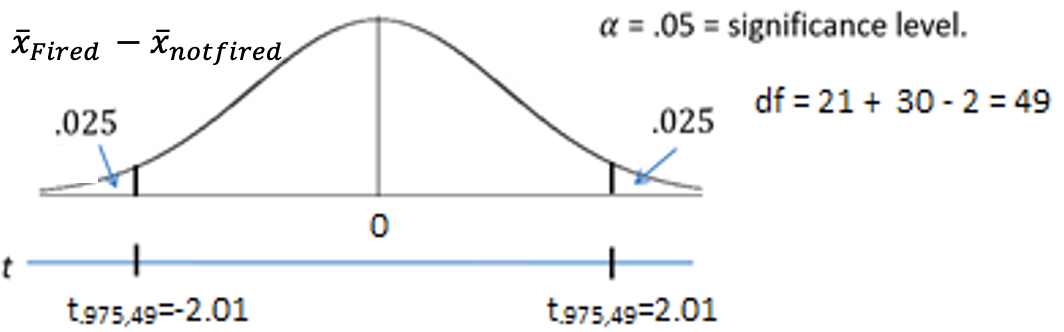 x̄Fired − x̄notfired
α = .05 = significance level.
df = 21 + 30 - 2 = 49
.025
.025
0
t
t.975,49=-2.01
t.975,49=2.01